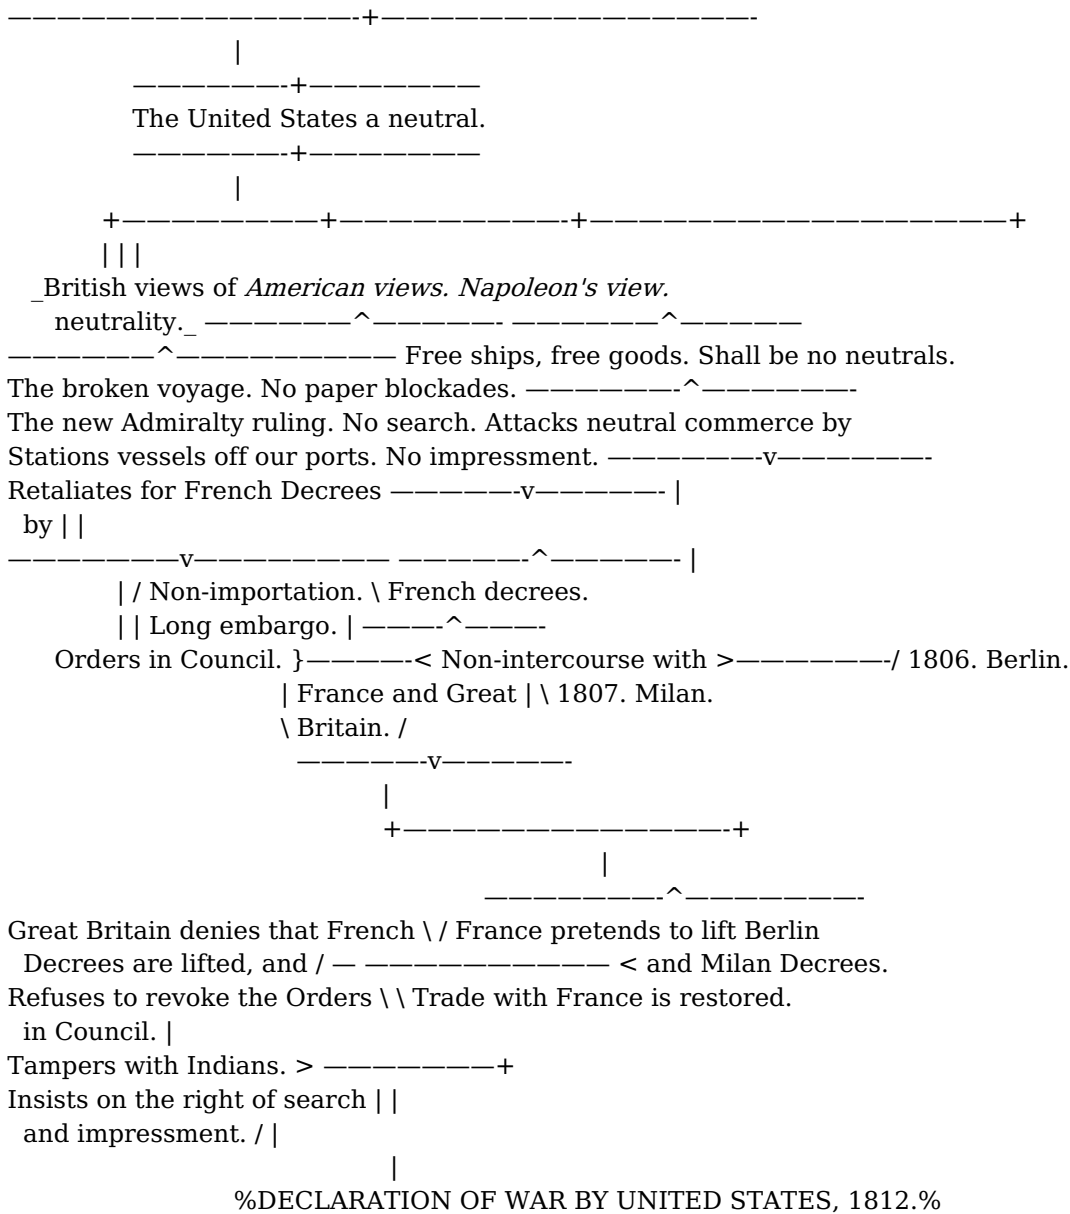 ——————————————-+———————————————-
|
——————-+———————
The United States a neutral.
——————-+———————
|
+————————+—————————-+—————————————————+
| | |
_British views of American views. Napoleon's view.
neutrality._ ——————^—————- ——————^—————
——————^————————— Free ships, free goods. Shall be no neutrals.
The broken voyage. No paper blockades. ——————-^——————-
The new Admiralty ruling. No search. Attacks neutral commerce by
Stations vessels off our ports. No impressment. ——————-v——————-
Retaliates for French Decrees —————-v—————- |
by | |
———————v———————— —————-^—————- |
| / Non-importation. \ French decrees.
| | Long embargo. | ———-^———-
Orders in Council. }————-< Non-intercourse with >——————-/ 1806. Berlin.
| France and Great | \ 1807. Milan.
\ Britain. /
—————-v—————-
|
+—————————————-+
|
———————-^———————-
Great Britain denies that French \ / France pretends to lift Berlin
Decrees are lifted, and / — —————————— < and Milan Decrees.
Refuses to revoke the Orders \ \ Trade with France is restored.
in Council. |
Tampers with Indians. > ———————+
Insists on the right of search | |
and impressment. / |
|
%DECLARATION OF WAR BY UNITED STATES, 1812.%